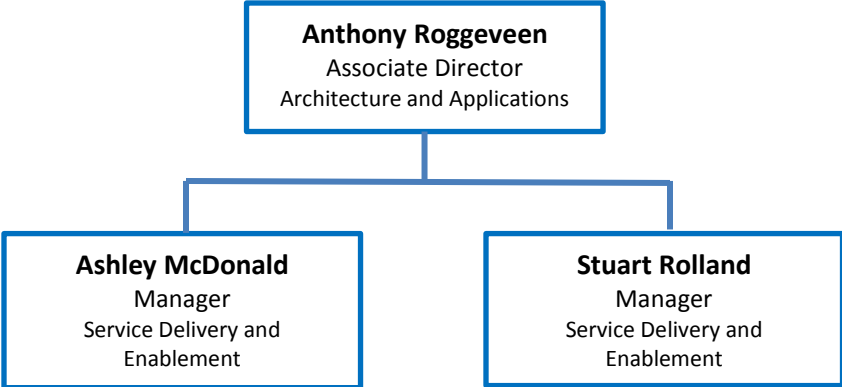 Anthony Roggeveen
Associate Director
Architecture and Applications
Ashley McDonald
Manager
Service Delivery and
Enablement
Stuart Rolland
Manager
Service Delivery and
Enablement